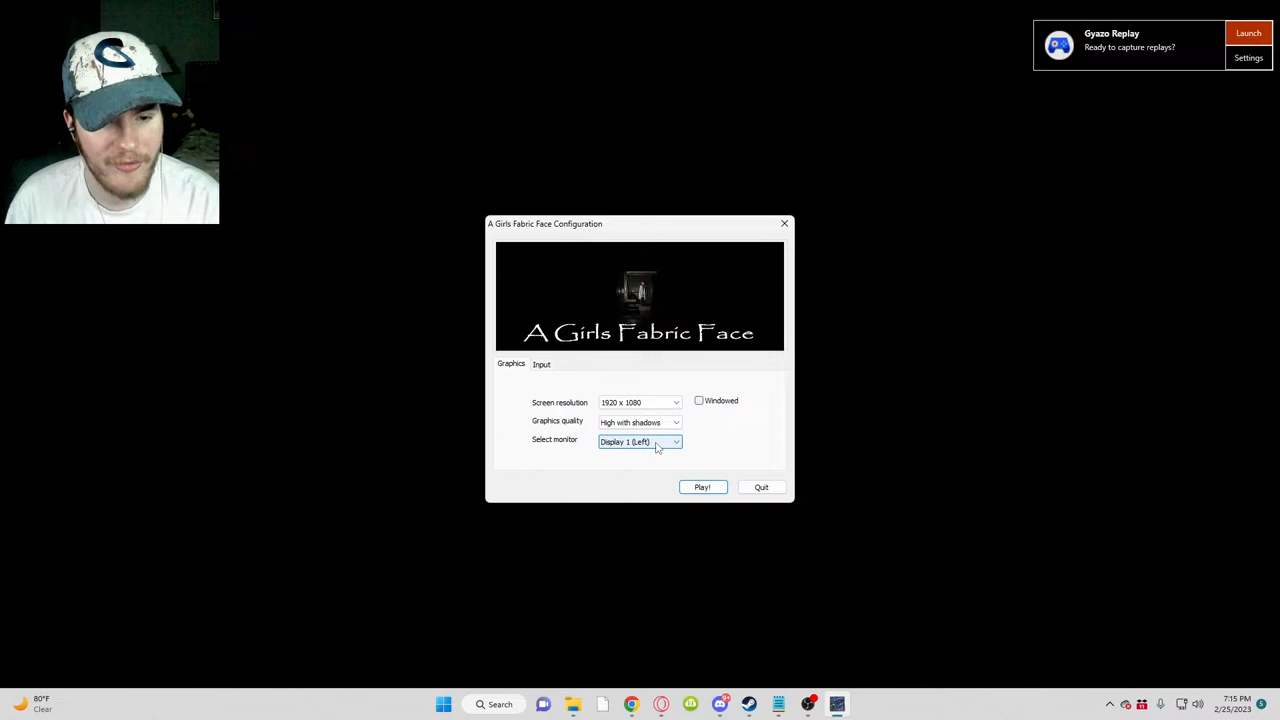 Gyazo Replay
Ready to capture replays?
Launch
Settings
A Girls Fabric Face Configuration
A Girls Fabric Face
Graphics
Input
Screen resolution
1920 x 1080
Windowed
Graphics quality
High with shadows
Select monitor
Display 1 (Left)
Play!
Quit
80°F
Clear
Search
9+
11
7:15 PM
2/25/2023